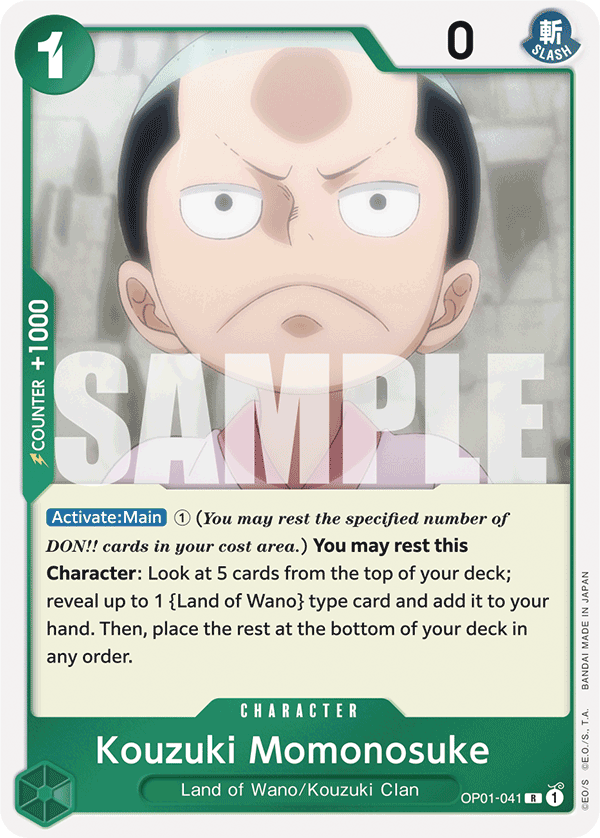 1
0
斬
SLASH
COUNTER +1000
SAMPLE
Activate:Main ① (You may rest the specified number of
DON!! cards in your cost area.) You may rest this
Character: Look at 5 cards from the top of your deck;
reveal up to 1 {Land of Wano} type card and add it to your
hand. Then, place the rest at the bottom of your deck in
any order.
CHARACTER
Kouzuki Momonosuke
Land of Wano/Kouzuki Clan
OP01-041 R 1
©E.O/S ©E.O./S., T.A. BANDAI MADE IN JAPAN